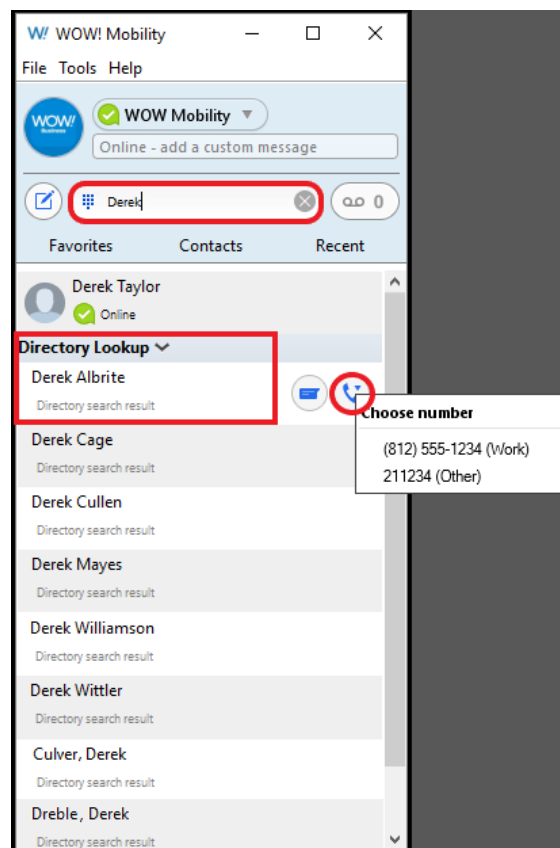 W! WOW! Mobility
File Tools Help
WOW!
Business
WOW Mobility
Online - add a custom message
Derek
0
Favorites Contacts Recent
Derek Taylor
Online
Directory Lookup
Derek Albrite
Directory search result
Choose number
(812) 555-1234 (Work)
211234 (Other)
Derek Cage
Directory search result
Derek Cullen
Directory search result
Derek Mayes
Directory search result
Derek Williamson
Directory search result
Derek Wittler
Directory search result
Culver, Derek
Directory search result
Dreble, Derek
Directory search result